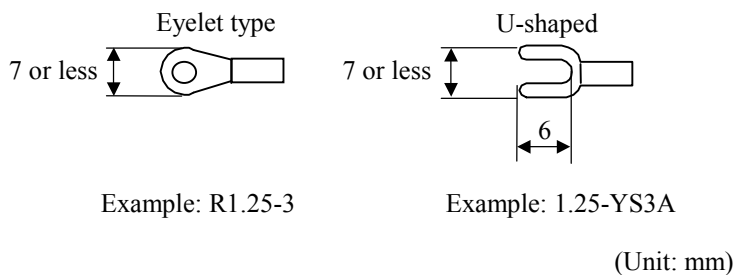 Eyelet type
U-shaped
7 or less
7 or less
6
Example: R1.25-3
Example: 1.25-YS3A
(Unit: mm)